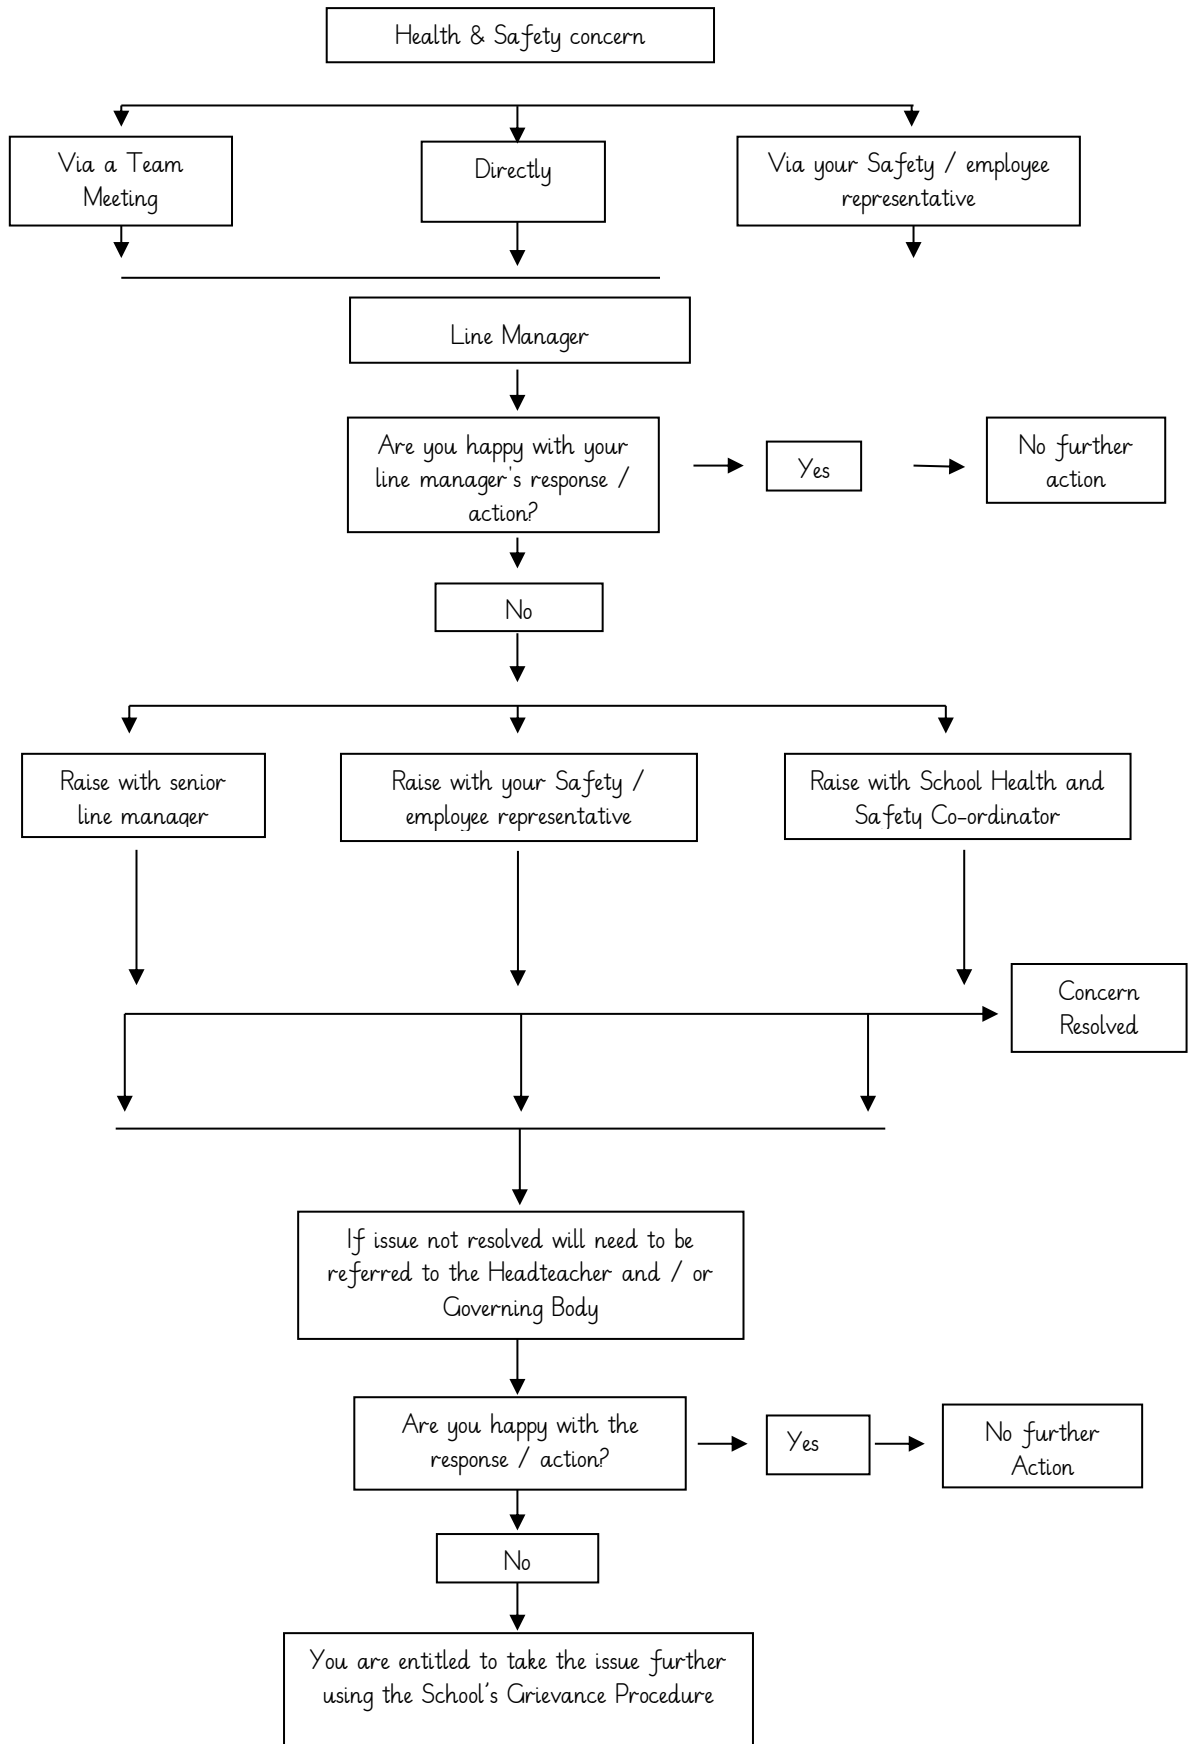 Health & Safety concern
Via a Team
Meeting
Directly
Via your Safety / employee
representative
Line Manager
Are you happy with your
line manager's response /
action?
Yes
No further
action
No
Raise with senior
line manager
Raise with your Safety /
employee representative
Raise with School Health and
Safety Co-ordinator
Concern
Resolved
If issue not resolved will need to be
referred to the Headteacher and / or
Governing Body
Are you happy with the
response / action?
Yes
No further
Action
No
You are entitled to take the issue further
using the School's Grievance Procedure